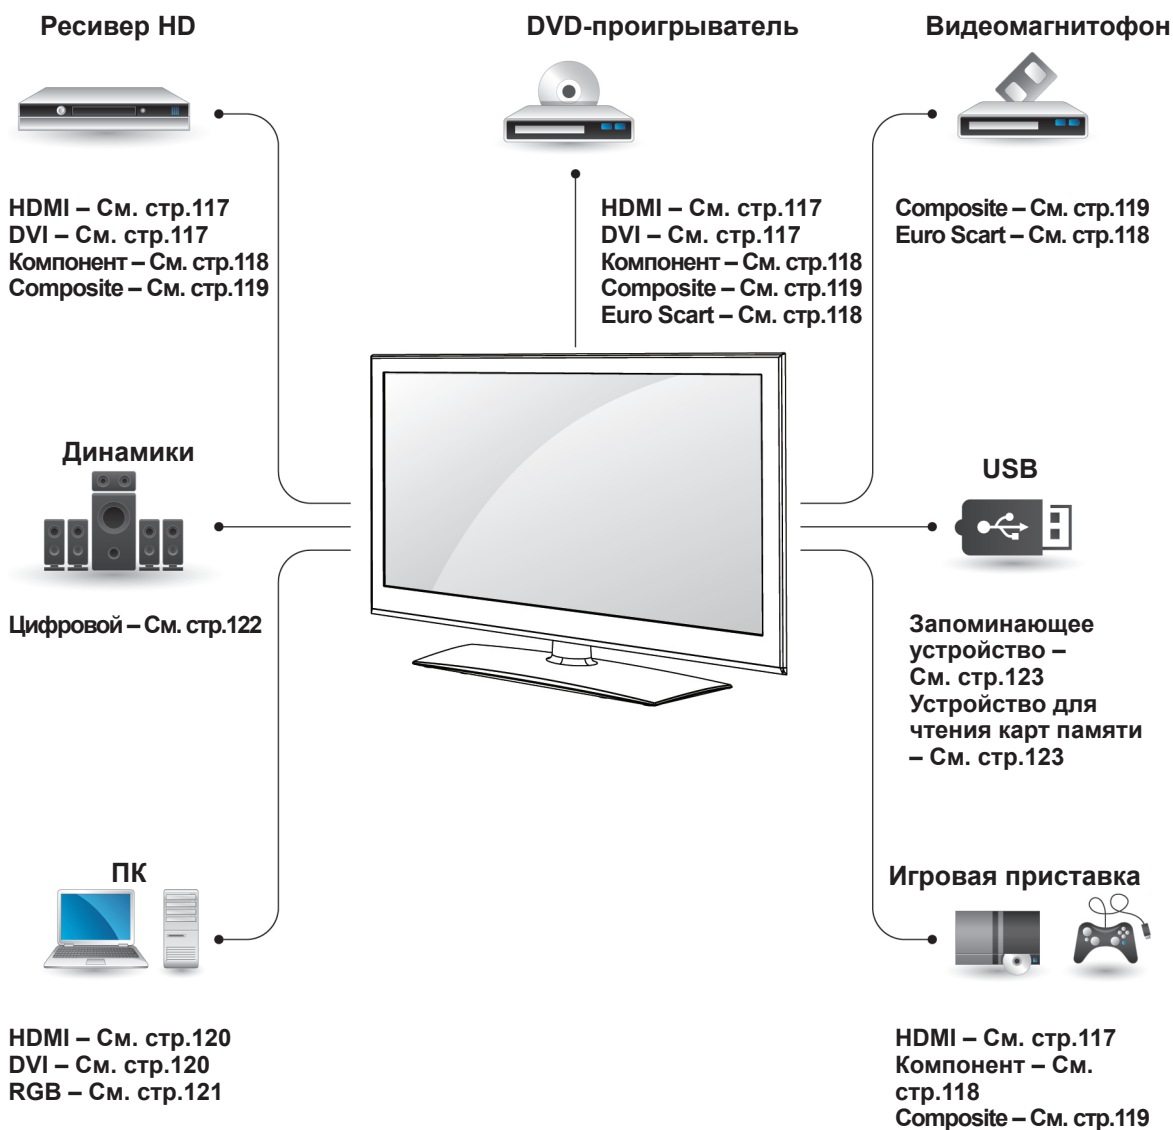 Ресивер HD
HDMI – См. стр.117
DVI – См. стр.117
Компонент – См. стр.118
Composite – См. стр.119
DVD-проигрыватель
HDMI – См. стр.117
DVI – См. стр.117
Компонент – См. стр.118
Composite – См. стр.119
Euro Scart – См. стр.118
Видеомагнитофон
Composite – См. стр.119
Euro Scart – См. стр.118
Динамики
Цифровой – См. стр.122
USB
Запоминающее
устройство –
См. стр.123
Устройство для
чтения карт памяти
– См. стр.123
ПК
HDMI – См. стр.120
DVI – См. стр.120
RGB – См. стр.121
Игровая приставка
HDMI – См. стр.117
Компонент – См.
стр.118
Composite – См. стр.119